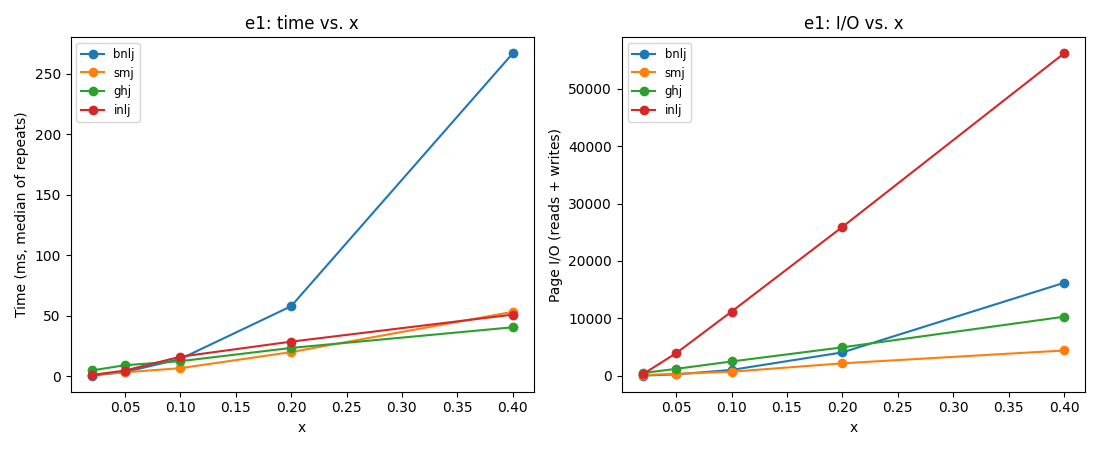 e1: time vs. x
Time (ms, median of repeats)
250
200
150
100
50
0
bnlj
smj
ghj
inlj
0.05 0.10 0.15 0.20 0.25 0.30 0.35 0.40
x
e1: I/O vs. x
Page I/O (reads + writes)
50000
40000
30000
20000
10000
0
bnlj
smj
ghj
inlj
0.05 0.10 0.15 0.20 0.25 0.30 0.35 0.40
x